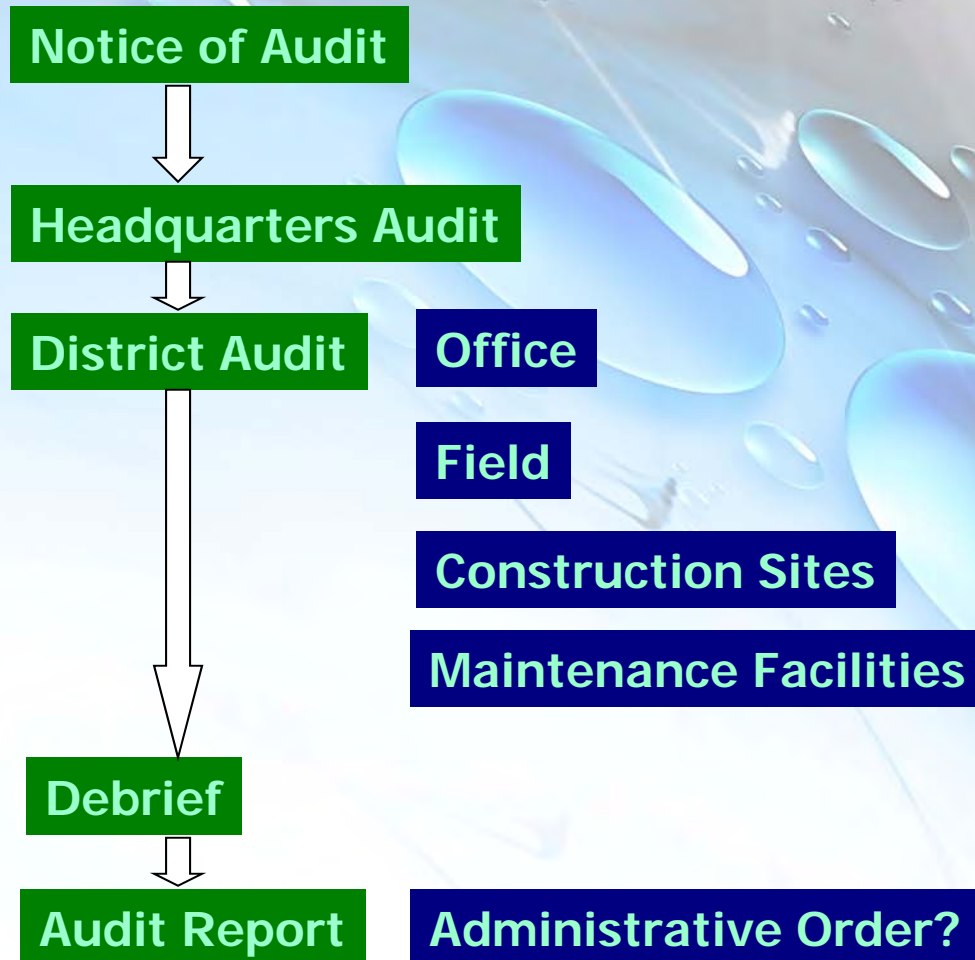 Notice of Audit
Headquarters Audit
District Audit
Office
Field
Construction Sites
Maintenance Facilities
Debrief
Audit Report
Administrative Order?